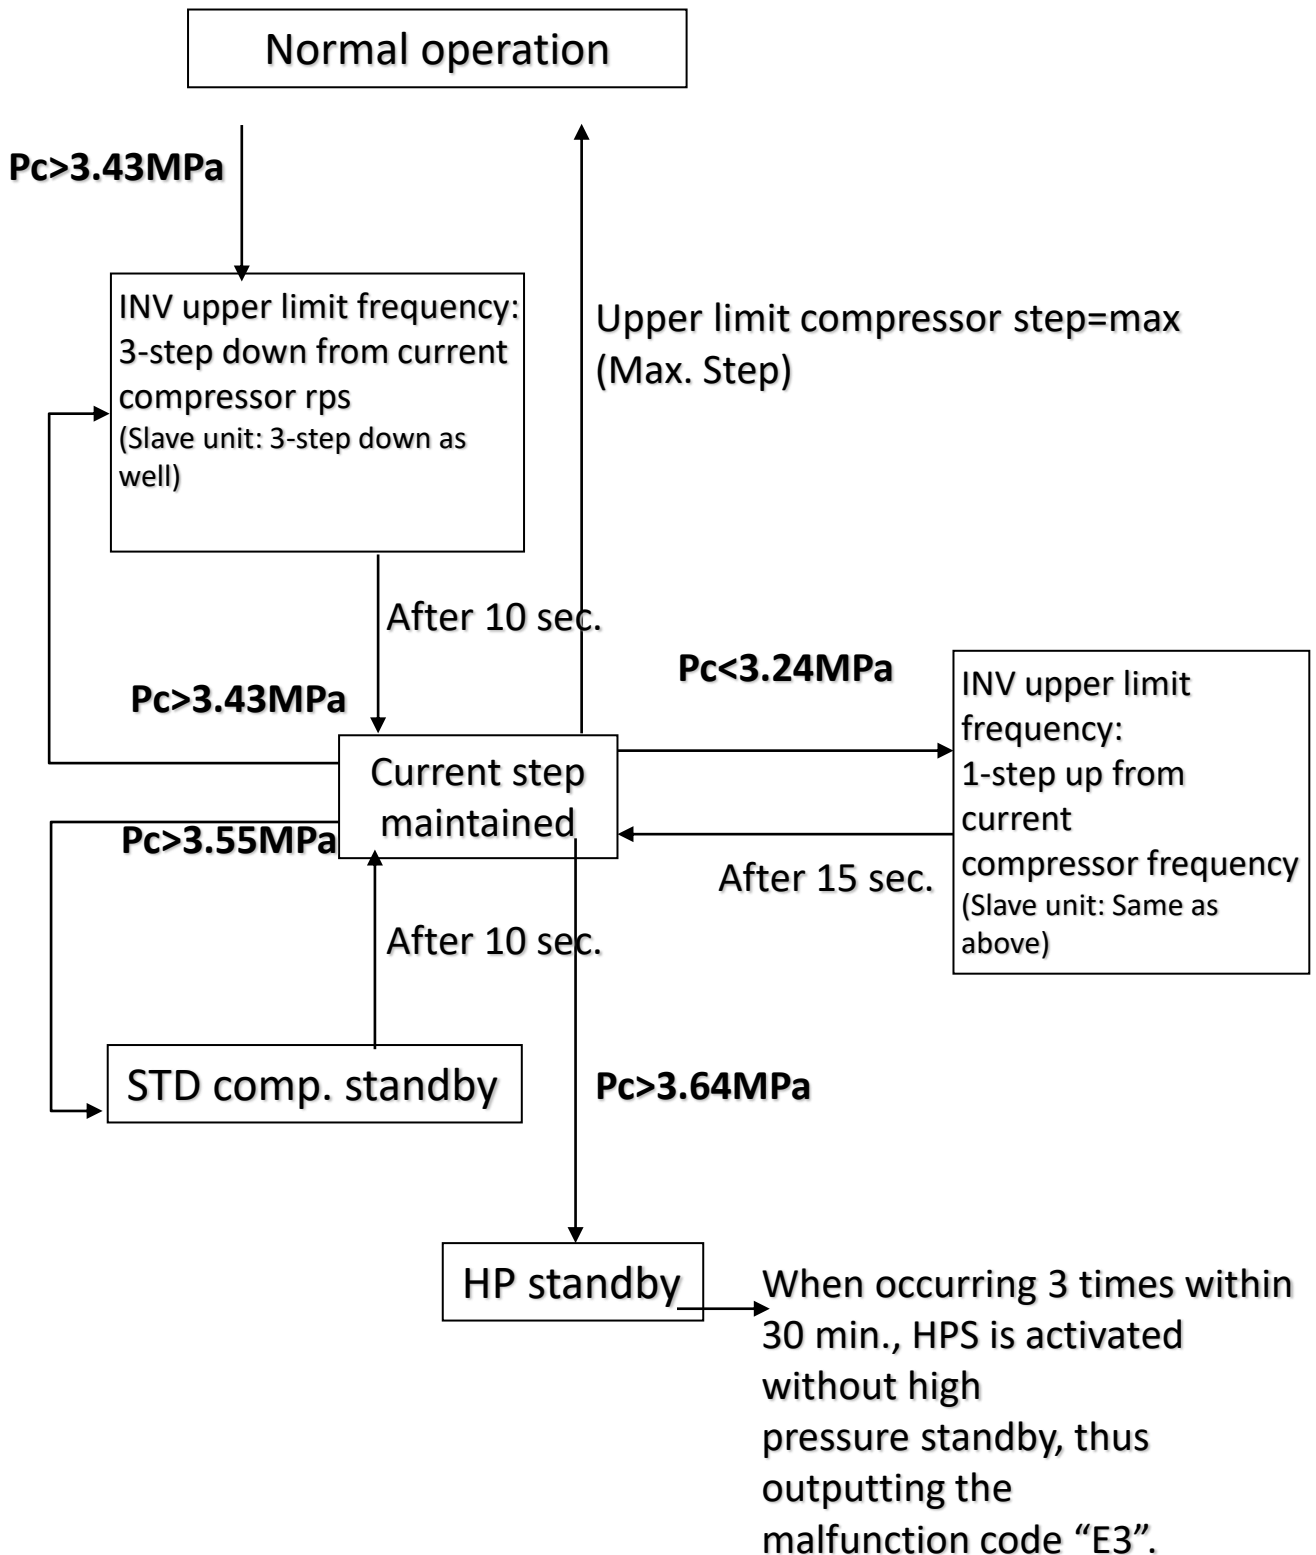 Normal operation
Pc>3.43MPa
INV upper limit frequency:
3-step down from current
compressor rps
(Slave unit: 3-step down as
well)
Upper limit compressor step=max
(Max. Step)
After 10 sec.
Pc>3.43MPa
Pc<3.24MPa
INV upper limit
frequency:
1-step up from
current
compressor frequency
(Slave unit: Same as
above)
Current step
maintained
Pc>3.55MPa
After 15 sec.
After 10 sec.
STD comp. standby
Pc>3.64MPa
HP standby
When occurring 3 times within
30 min., HPS is activated
without high
pressure standby, thus
outputting the
malfunction code “E3”.